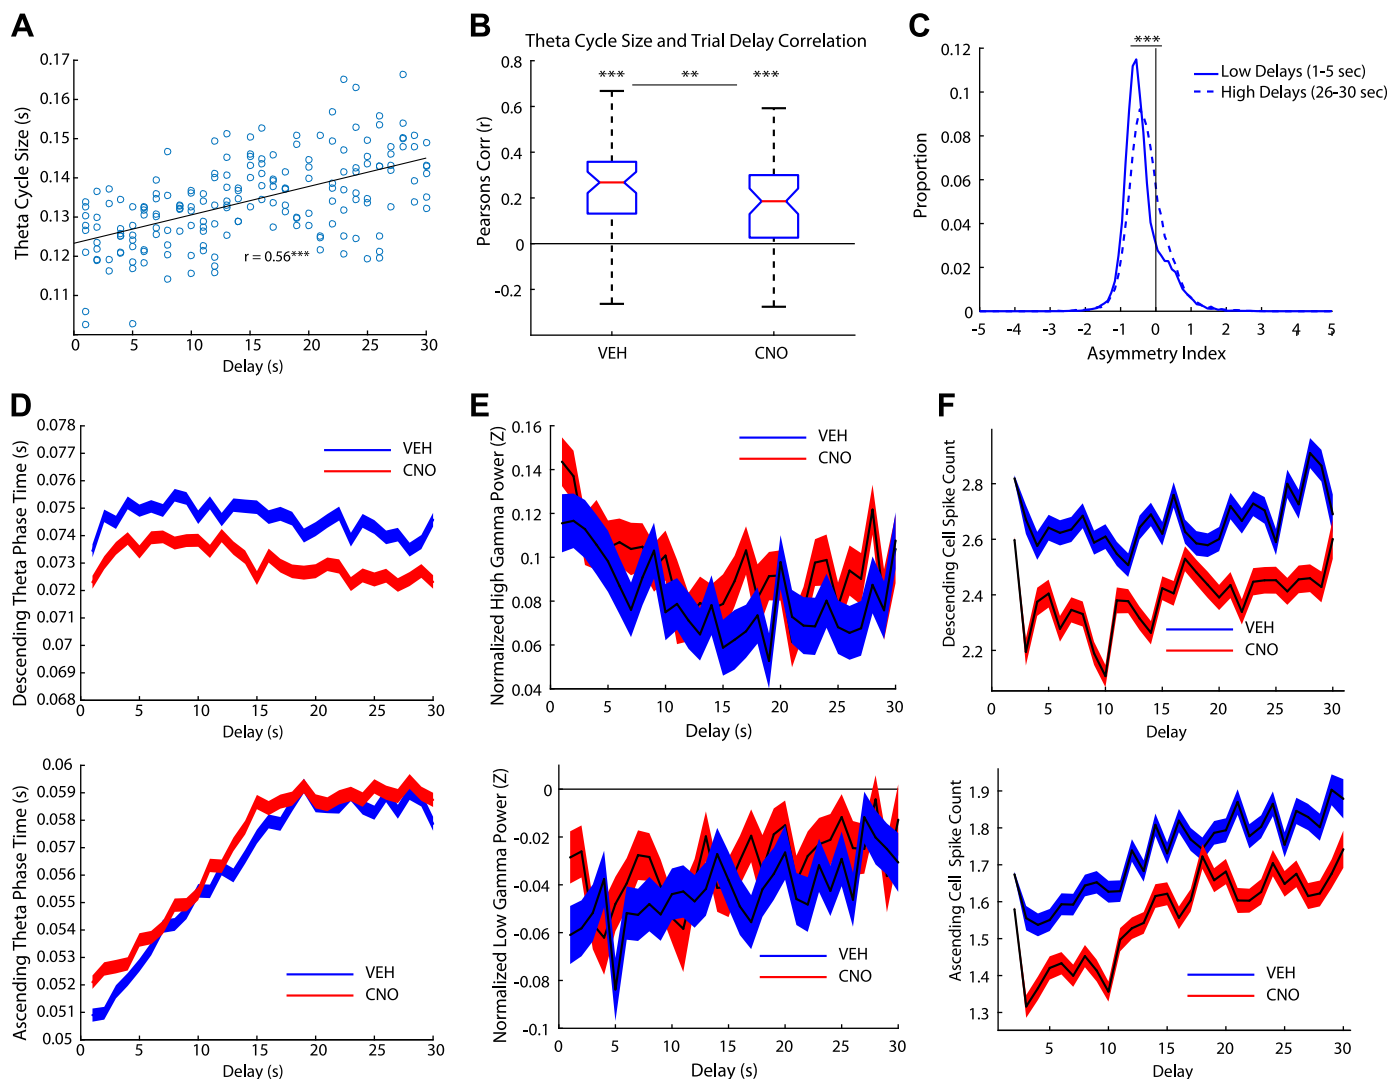 A
0.17
0.16
0.15
0.14
0.13
0.12
0.11
Theta Cycle Size (s)
r = 0.56***
0 5 10 15 20 25 30
Delay (s)
B
Theta Cycle Size and Trial Delay Correlation
0.8
0.6
0.4
0.2
0
-0.2
Pearsons Corr (r)
*** ** ***
VEH CNO
C
***
0.12
0.1
0.08
0.06
0.04
0.02
0
Proportion
Low Delays (1-5 sec)
High Delays (26-30 sec)
-5 -4 -3 -2 -1 0 1 2 3 4 5
Asymmetry Index
D
0.078
0.077
0.076
0.075
0.074
0.073
0.072
0.071
0.07
0.069
0.068
Descending Theta Phase Time (s)
VEH
CNO
0 5 10 15 20 25 30
Delay (s)
0.06
0.059
0.058
0.057
0.056
0.055
0.054
0.053
0.052
0.051
0.05
Ascending Theta Phase Time (s)
VEH
CNO
0 5 10 15 20 25 30
Delay (s)
E
0.16
0.14
0.12
0.1
0.08
0.06
0.04
Normalized High Gamma Power (Z)
VEH
CNO
0 5 10 15 20 25 30
Delay (s)
0
-0.02
-0.04
-0.06
-0.08
-0.1
Normalized Low Gamma Power (Z)
VEH
CNO
0 5 10 15 20 25 30
Delay (s)
F
2.8
2.6
2.4
2.2
Descending Cell Spike Count
VEH
CNO
0 5 10 15 20 25 30
Delay
1.9
1.8
1.7
1.6
1.5
1.4
1.3
Ascending Cell Spike Count
VEH
CNO
5 10 15 20 25 30
Delay